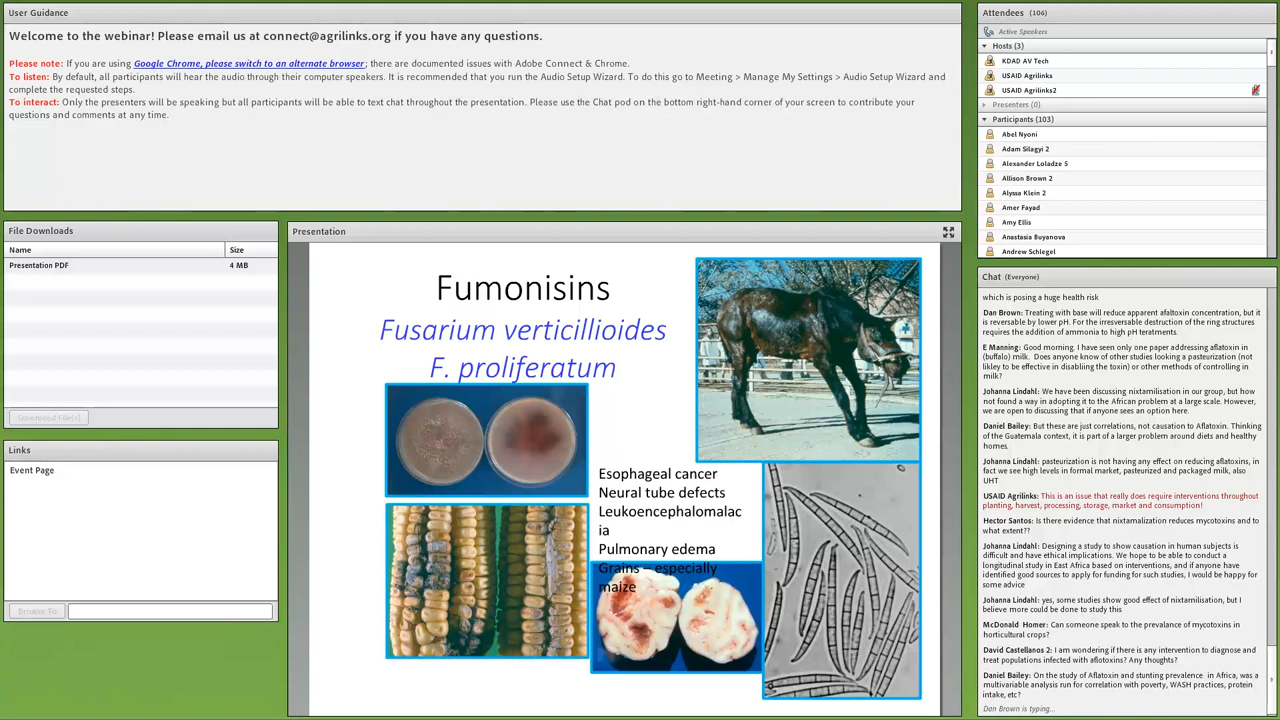 User Guidance
Welcome to the webinar! Please email us at connect@agrilinks.org if you have any questions.
Please note: If you are using Google Chrome, please switch to an alternate browser; there are documented issues with Adobe Connect & Chrome.
To listen: By default, all participants will hear the audio through their computer speakers. It is recommended that you run the Audio Setup Wizard. To do this go to Meeting > Manage My Settings > Audio Setup Wizard and
complete the requested steps.
To interact: Only the presenters will be speaking but all participants will be able to text chat throughout the presentation. Please use the Chat pod on the bottom right-hand corner of your screen to contribute your
questions and comments at any time.
File Downloads
Name Size
Presentation PDF 4 MB
Download File(s)
Links
Event Page
Browse To
Presentation
Fumonisins
Fusarium verticillioides
F. proliferatum
Esophageal cancer
Neural tube defects
Leukoencephalomalac
ia
Pulmonary edema
Grains – especially
maize
Attendees (106)
Active Speakers
Hosts (3)
KDAD AV Tech
USAID Agrilinks
USAID Agrilinks2
Presenters (0)
Participants (103)
Abel Nyoni
Adam Silagyi 2
Alexander Loladze 5
Allison Brown 2
Alyssa Klein 2
Amer Fayad
Amy Ellis
Anastasia Buyanova
Andrew Schlegel
Chat (Everyone)
which is posing a huge health risk
Dan Brown: Treating with base will reduce apparent afaltoxin concentration, but it
is reversable by lower pH. For the irresversable destruction of the ring structures
requires the addition of ammonia to high pH teratments.
E Manning: Good morning. I have seen only one paper addressing aflatoxin in
(buffalo) milk. Does anyone know of other studies looking a pasteurization (not
likley to be effective in disabling the toxin) or other methods of controlling in
milk?
Johanna Lindahl: We have been discussing nixtamilisation in our group, but how
not found a way in adopting it to the African problem at a large scale. However,
we are open to discussing that if anyone sees an option here.
Daniel Bailey: But these are just correlations, not causation to Aflatoxin. Thinking
of the Guatemala context, it is part of a larger problem around diets and healthy
homes.
Johanna Lindahl: pasteurization is not having any effect on reducing aflatoxins, in
fact we see high levels in formal market, pasteurized and packaged milk, also
UHT
USAID Agrilinks: This is an issue that really does require interventions throughout
planting, harvest, processing, storage, market and consumption!
Hector Santos: Is there evidence that nixtamalization reduces mycotoxins and to
what extent??
Johanna Lindahl: Designing a study to show causation in human subjects is
difficult and have ethical implications. We hope to be able to conduct a
longitudinal study in East Africa based on interventions, and if anyone have
identified good sources to apply for funding for such studies, I would be happy for
some advice
Johanna Lindahl: yes, some studies show good effect of nixtamilisation, but I
believe more could be done to study this
McDonald Homer: Can someone speak to the prevalance of mycotoxins in
horticultural crops?
David Castellanos 2: I am wondering if there is any intervention to diagnose and
treat populations infected with aflotoxins? Any thoughts?
Daniel Bailey: On the study of Aflatoxin and stunting prevalence in Africa, was a
multivariable analysis run for correlation with poverty, WASH practices, protein
intake, etc?
Dan Brown is typing...